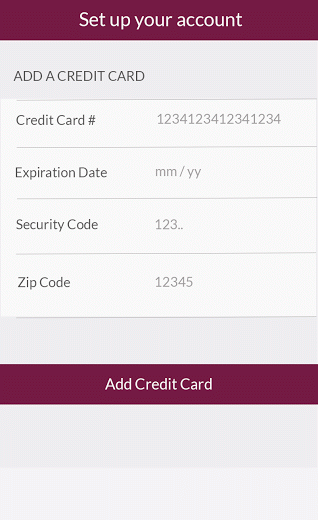 Set up your account
ADD A CREDIT CARD
Credit Card # 1234123412341234
Expiration Date mm / yy
Security Code 123..
Zip Code 12345
Add Credit Card